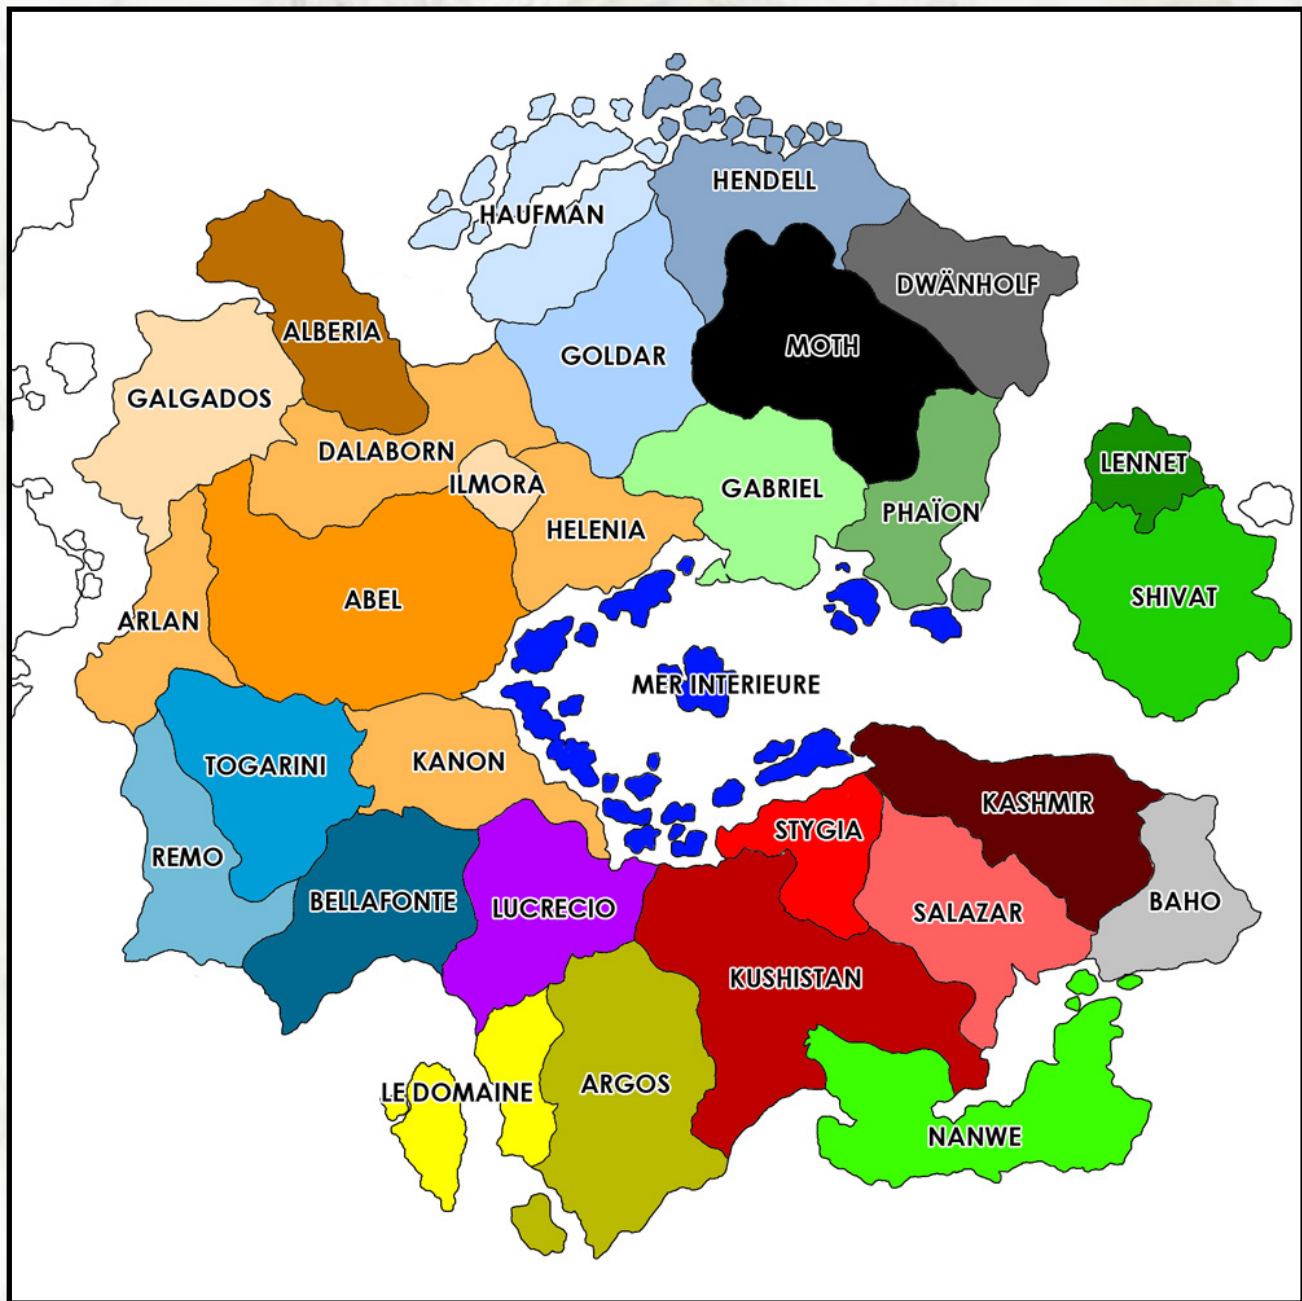 HENDELL
HAUFMAN
DWÄNHOLF
ALBERIA
MOTH
GOLDAR
GALGADOS
DALABORN
LENNET
ILMORA
GABRIEL
PHAÏON
HELENIA
ABEL
SHIVAT
ARLAN
MER INTERIEURE
KANON
TOGARINI
KASHMIR
STYGIA
REMO
BELLAFONTE
LUCRECIO
SALAZAR
BAHO
KUSHISTAN
ARGOS
LE DOMAINE
NANWE